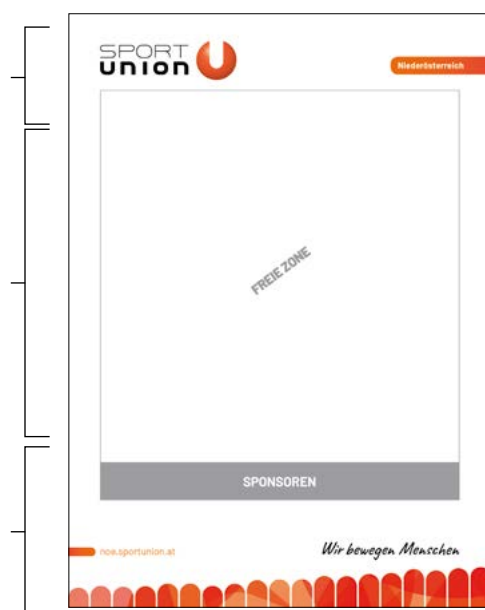 SPORT
union
Niederösterreich
FREIE ZONE
SPONSOREN
noe.sportunion.at
Wir bewegen Menschen